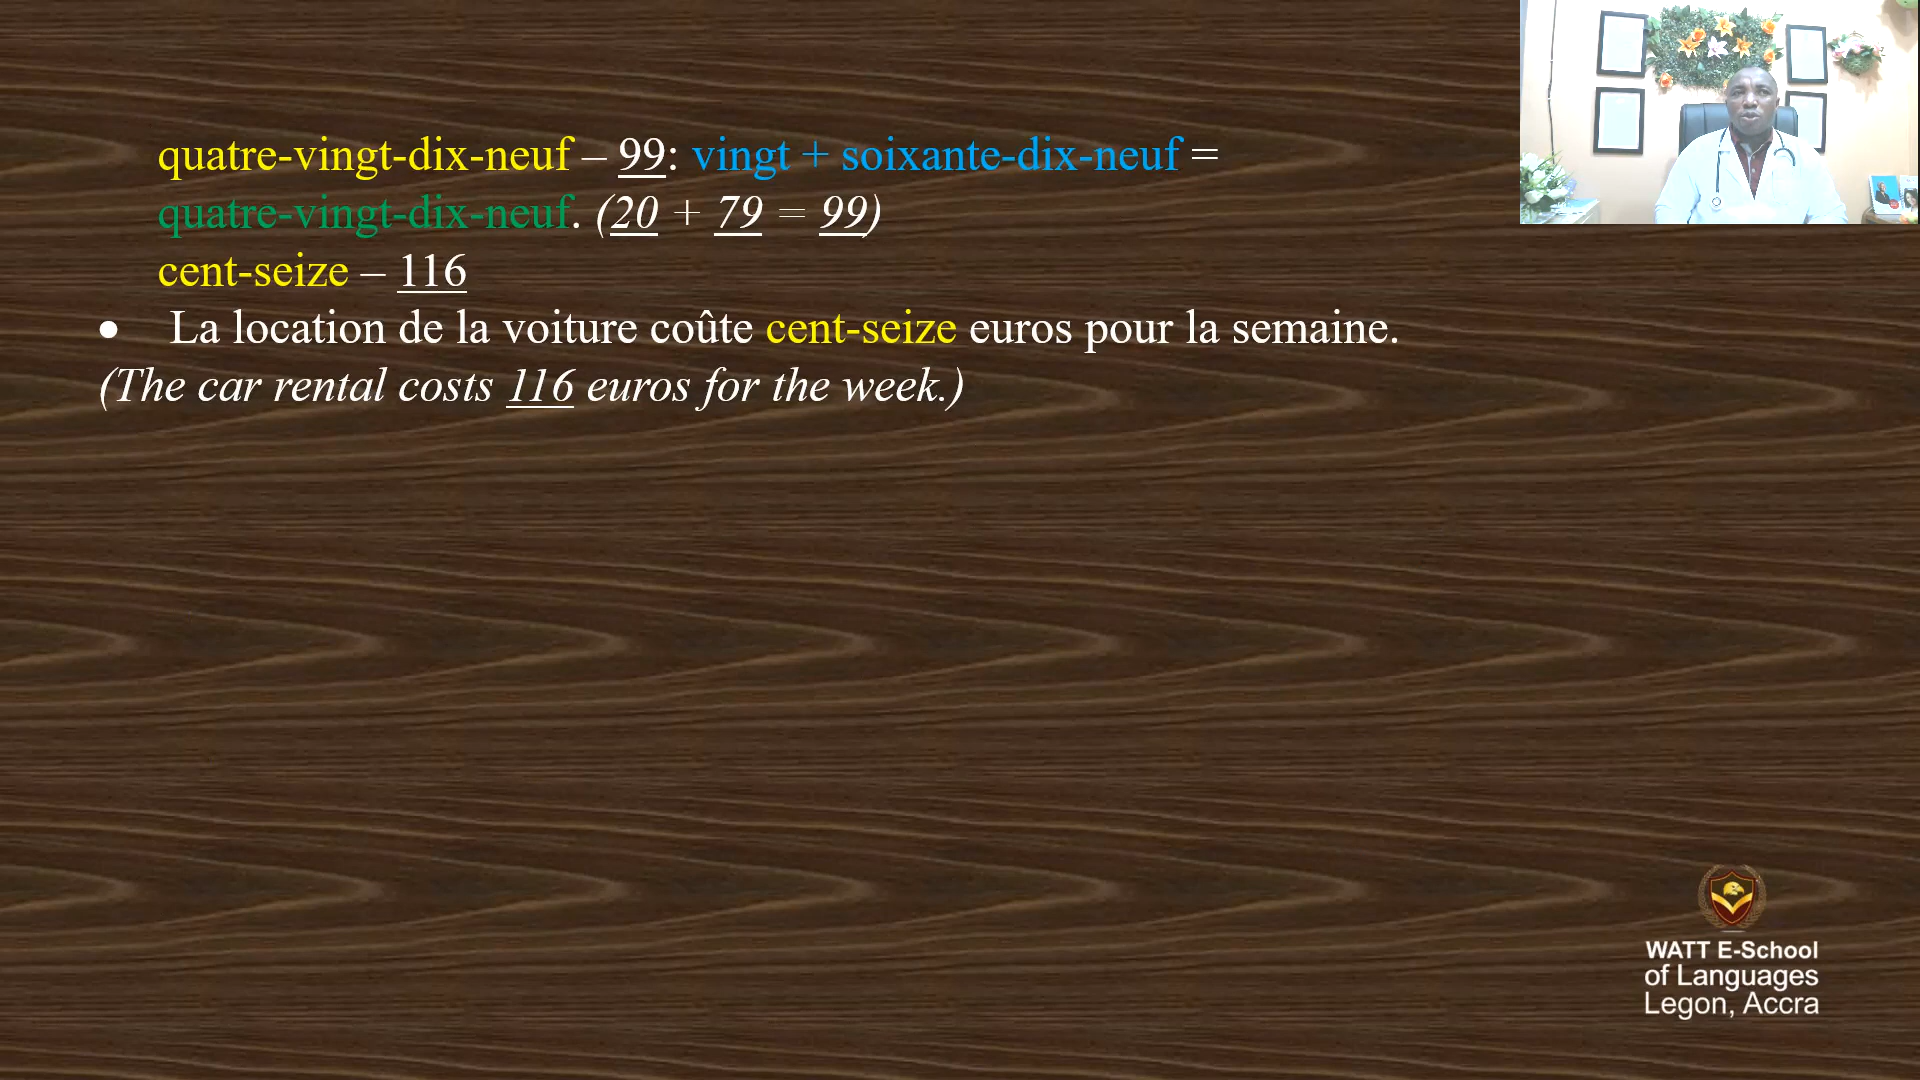 quatre-vingt-dix-neuf – 99: vingt + soixante-dix-neuf =
quatre-vingt-dix-neuf. (20 + 79 = 99)
cent-seize – 116
• La location de la voiture coûte cent-seize euros pour la semaine.
(The car rental costs 116 euros for the week.)
WATT E-School
of Languages
Legon, Accra